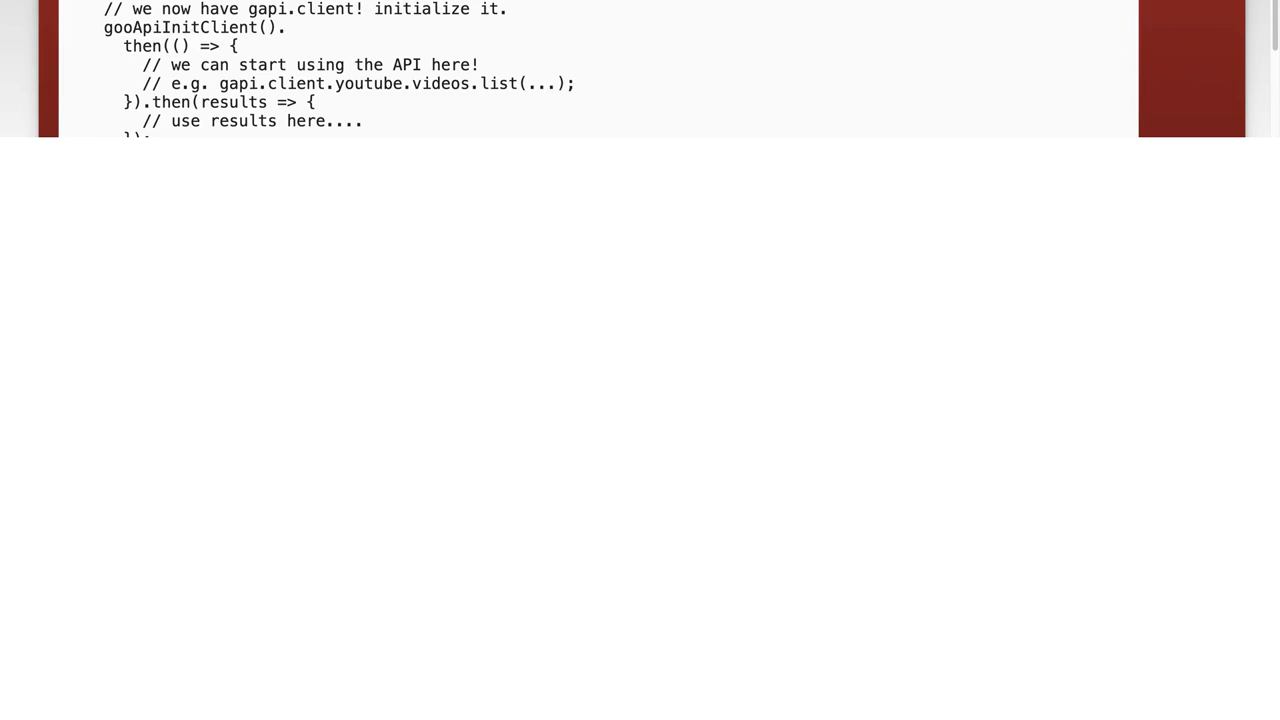 // we now have gapi.client! initialize it.
gooApiInitClient().
then(() => {
// we can start using the API here!
// e.g. gapi.client.youtube.videos.list(...);
}).then(results => {
// use results here....
});